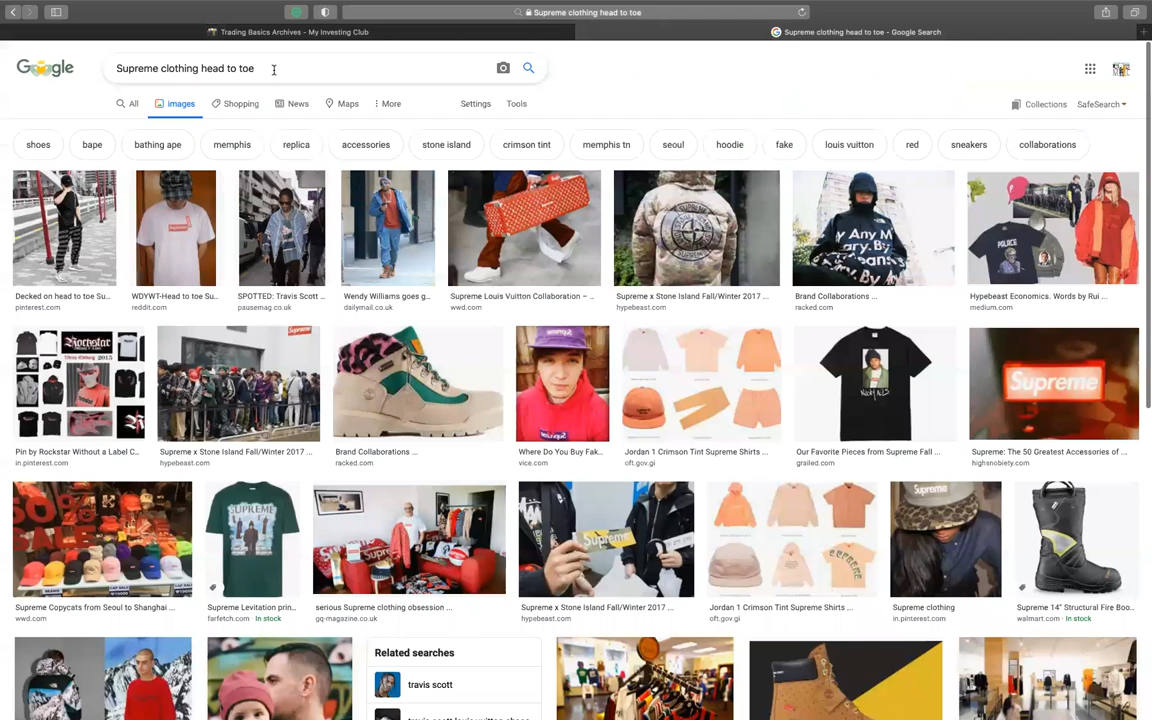 Supreme clothing head to toe
Trading Basics Archives - My Investing Club
Supreme clothing head to toe - Google Search
Google
Supreme clothing head to toe
All
Images
Shopping
News
Maps
More
Settings
Tools
Collections
SafeSearch
shoes
bape
bathing ape
memphis
replica
accessories
stone island
crimson tint
memphis tn
seoul
hoodie
fake
louis vuitton
red
sneakers
collaborations
Decked on head to toe Su...
pinterest.com
WDYWT-Head to toe Su...
reddit.com
SPOTTED: Travis Scott ...
pausemag.co.uk
Wendy Williams goes g...
dailymail.co.uk
Supreme Louis Vuitton Collaboration – ...
wwd.com
Supreme x Stone Island Fall/Winter 2017 ...
hypebeast.com
Brand Collaborations ...
racked.com
Hypebeast Economics. Words by Rui ...
medium.com
SUPREME
PALACE
Rockstar
Supreme
Pin by Rockstar Without a Label C...
in.pinterest.com
Supreme x Stone Island Fall/Winter 2017 ...
hypebeast.com
Brand Collaborations ...
racked.com
Where Do You Buy Fak...
vice.com
Jordan 1 Crimson Tint Supreme Shirts ...
oft.gov.gi
Our Favorite Pieces from Supreme Fall ...
grailed.com
Supreme: The 50 Greatest Accessories of ...
highsnobiety.com
SUPREME
Supreme
Supreme
Supreme Copycats from Seoul to Shanghai ...
wwd.com
Supreme Levitation prin...
farfetch.com · In stock
serious Supreme clothing obsession ...
gq-magazine.co.uk
Supreme x Stone Island Fall/Winter 2017 ...
hypebeast.com
Jordan 1 Crimson Tint Supreme Shirts ...
oft.gov.gi
Supreme clothing
in.pinterest.com
Supreme 14" Structural Fire Boo...
walmart.com · In stock
Related searches
travis scott